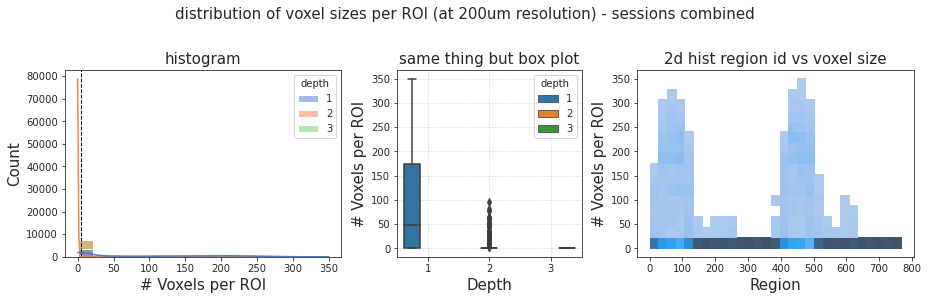 distribution of voxel sizes per ROI (at 200um resolution) - sessions combined
histogram
Count
80000
70000
60000
50000
40000
30000
20000
10000
0
depth
1
2
3
0 50 100 150 200 250 300 350
# Voxels per ROI
same thing but box plot
# Voxels per ROI
350
300
250
200
150
100
50
0
depth
1
2
3
1 2 3
Depth
2d hist region id vs voxel size
# Voxels per ROI
350
300
250
200
150
100
50
0
0 100 200 300 400 500 600 700 800
Region